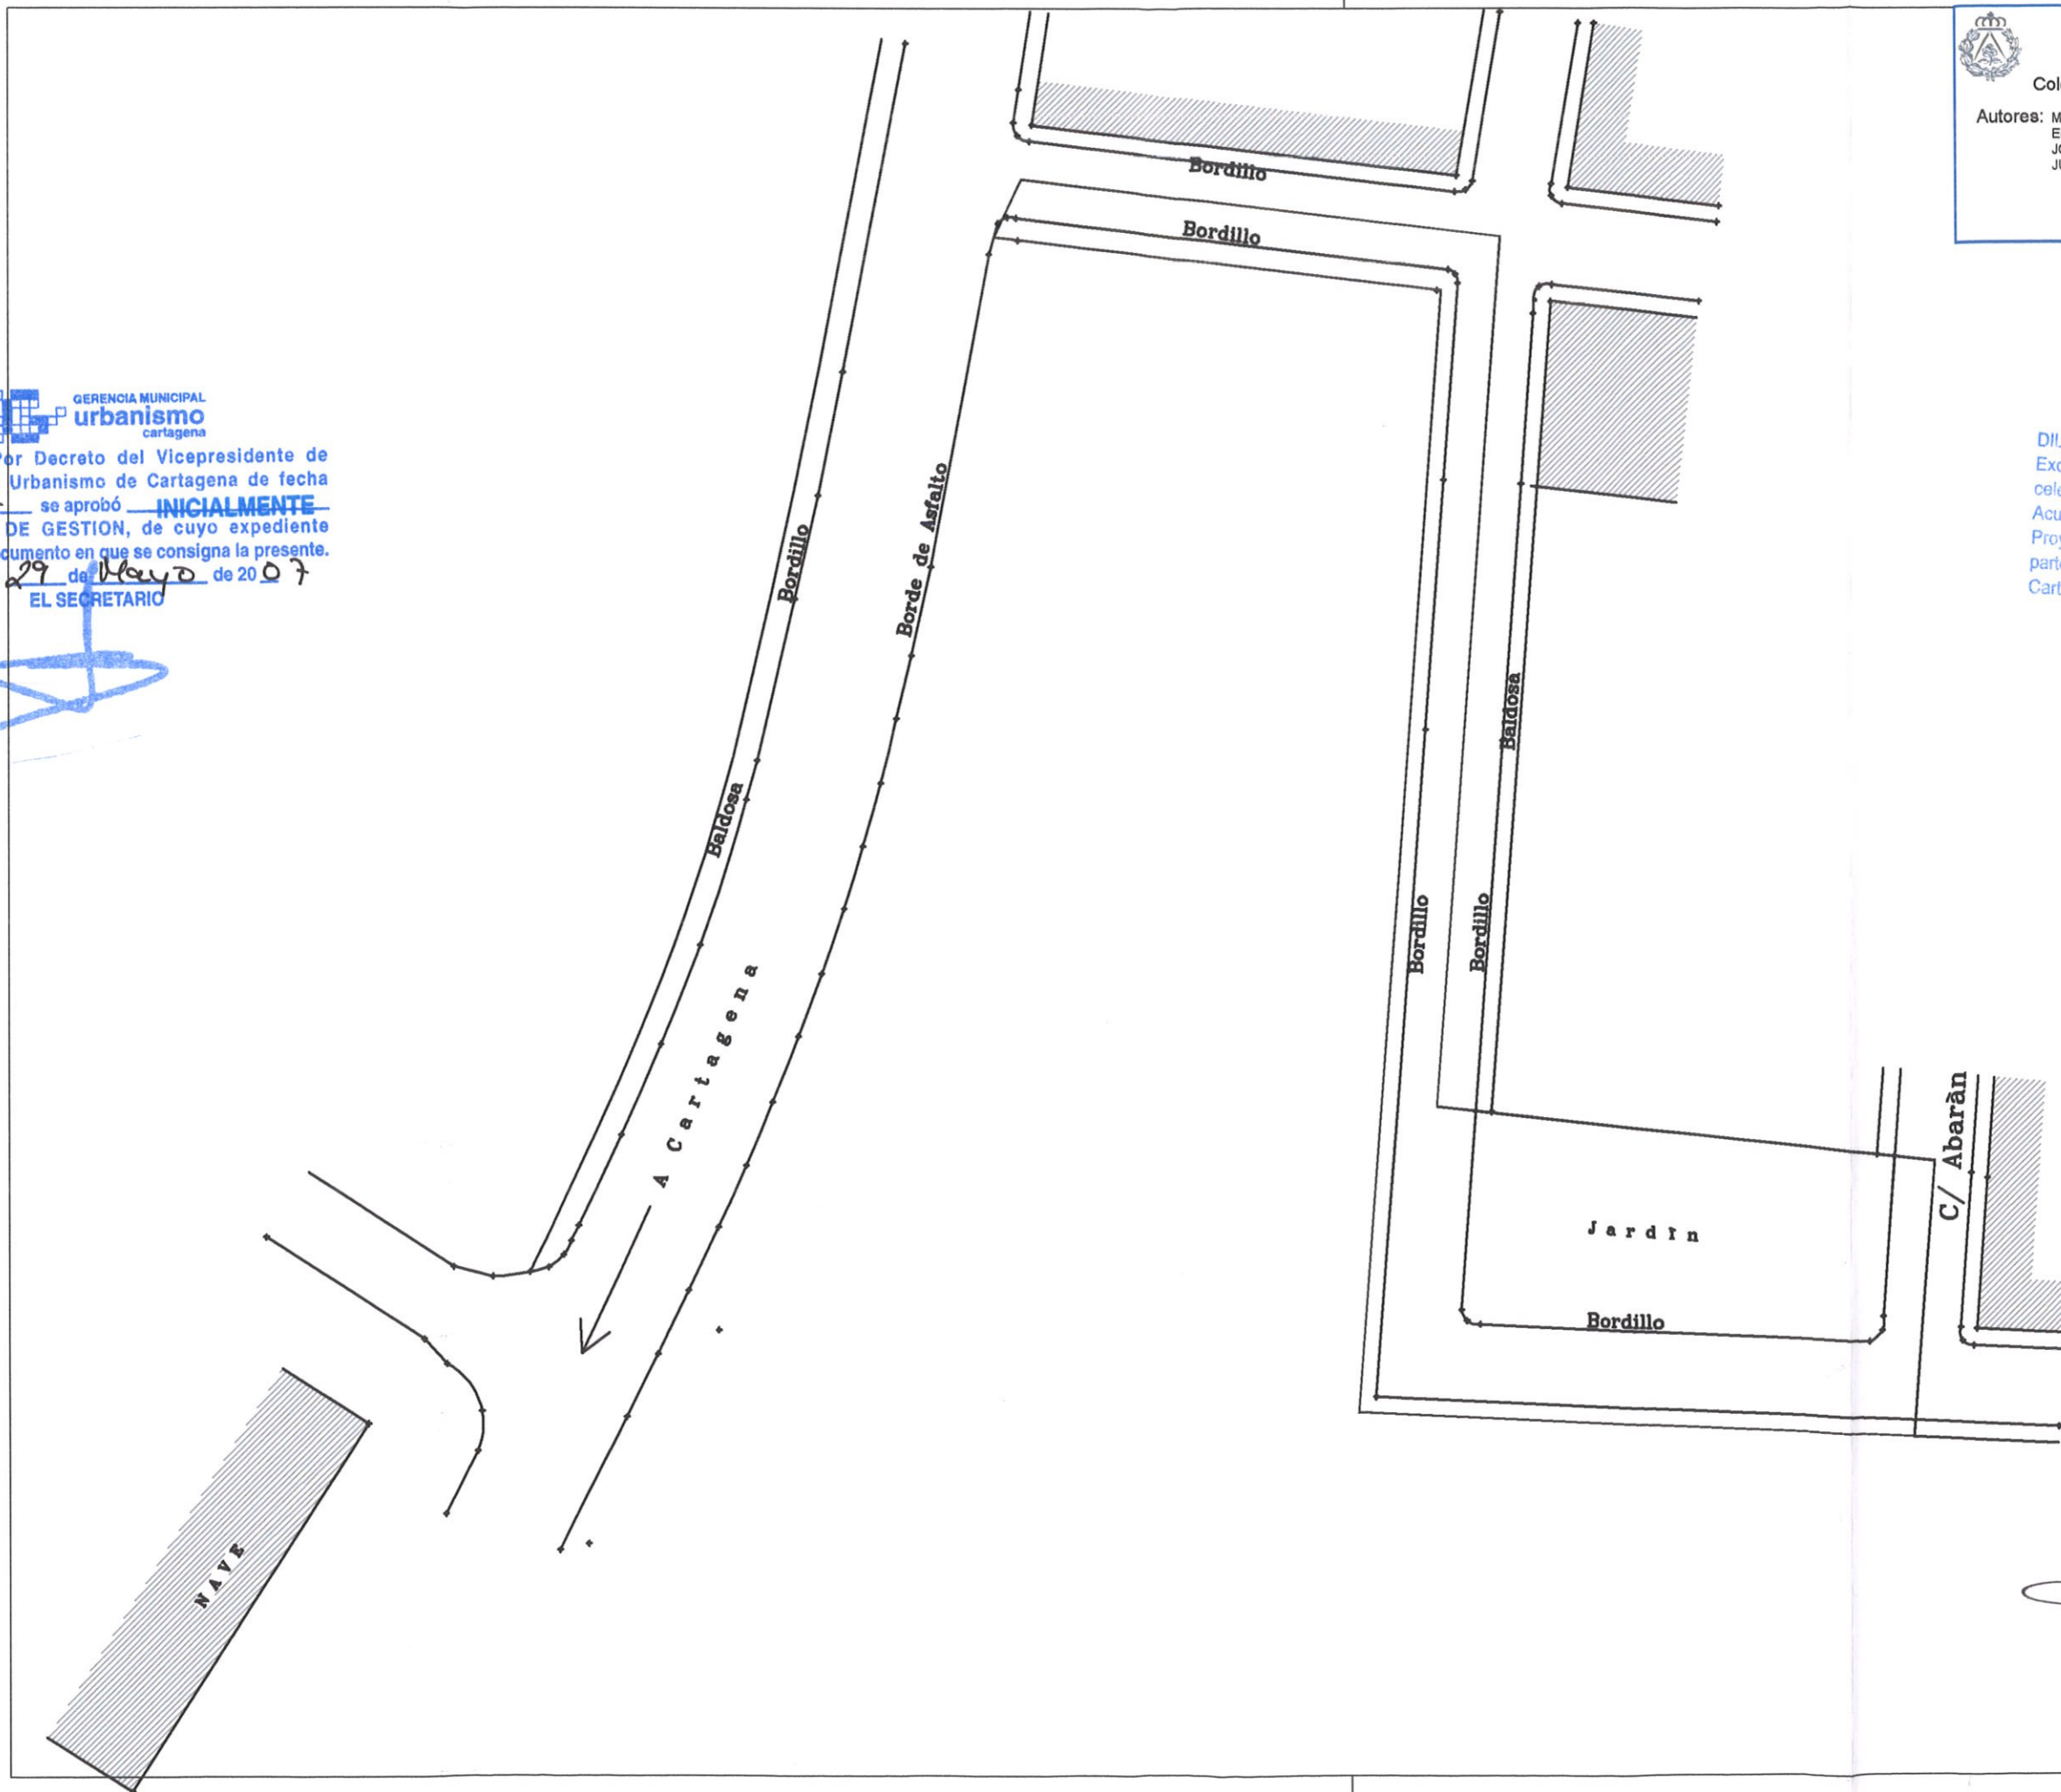 GERENCIA MUNICIPAL
urbanismo
cartagena
Por Decreto del Vicepresidente de
Urbanismo de Cartagena de fecha
se aprobó INICIALMENTE
DE GESTION, de cuyo expediente
cumento en que se consigna la presente.
29 de Mayo de 2007
EL SECRETARIO
Autores:
Bordillo
Bordillo
Bordillo
Borde de Asfalto
Baldosa
Baldosa
Bordillo
Bordillo
A Cartagena
C/ Abaràn
Jardín
Bordillo
NAVE